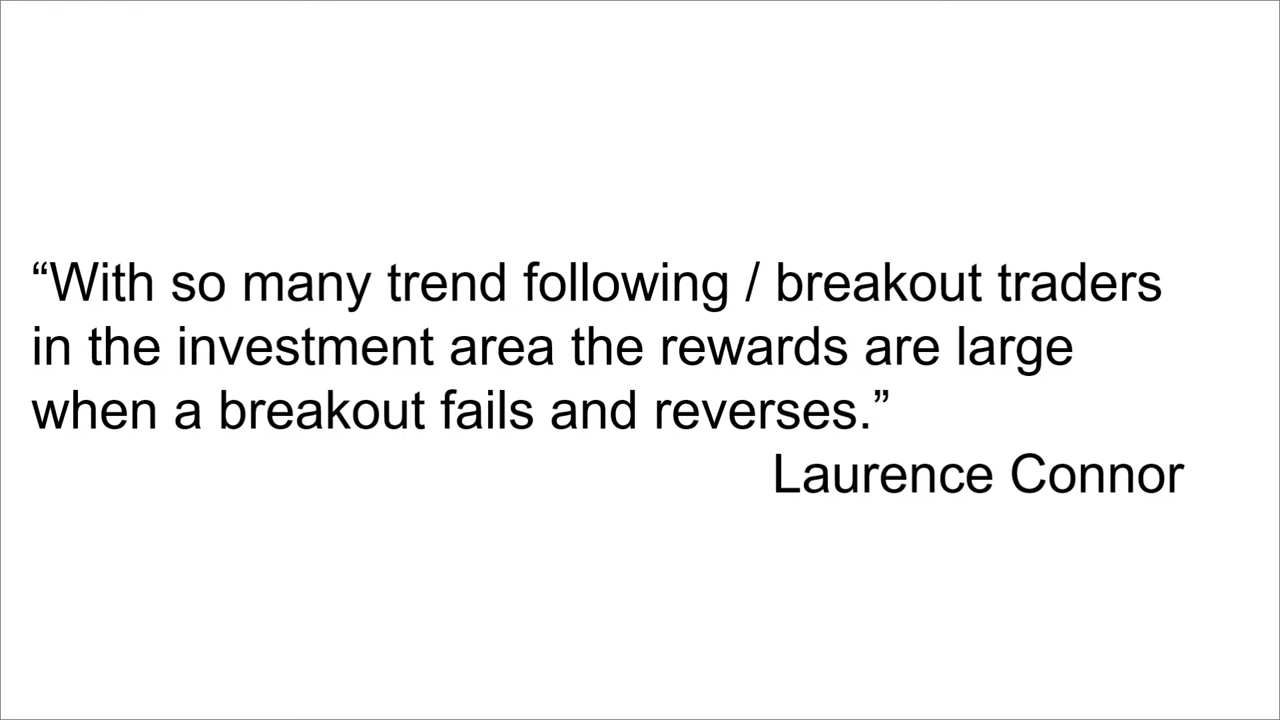 “With so many trend following / breakout traders
in the investment area the rewards are large
when a breakout fails and reverses.”
Laurence Connor